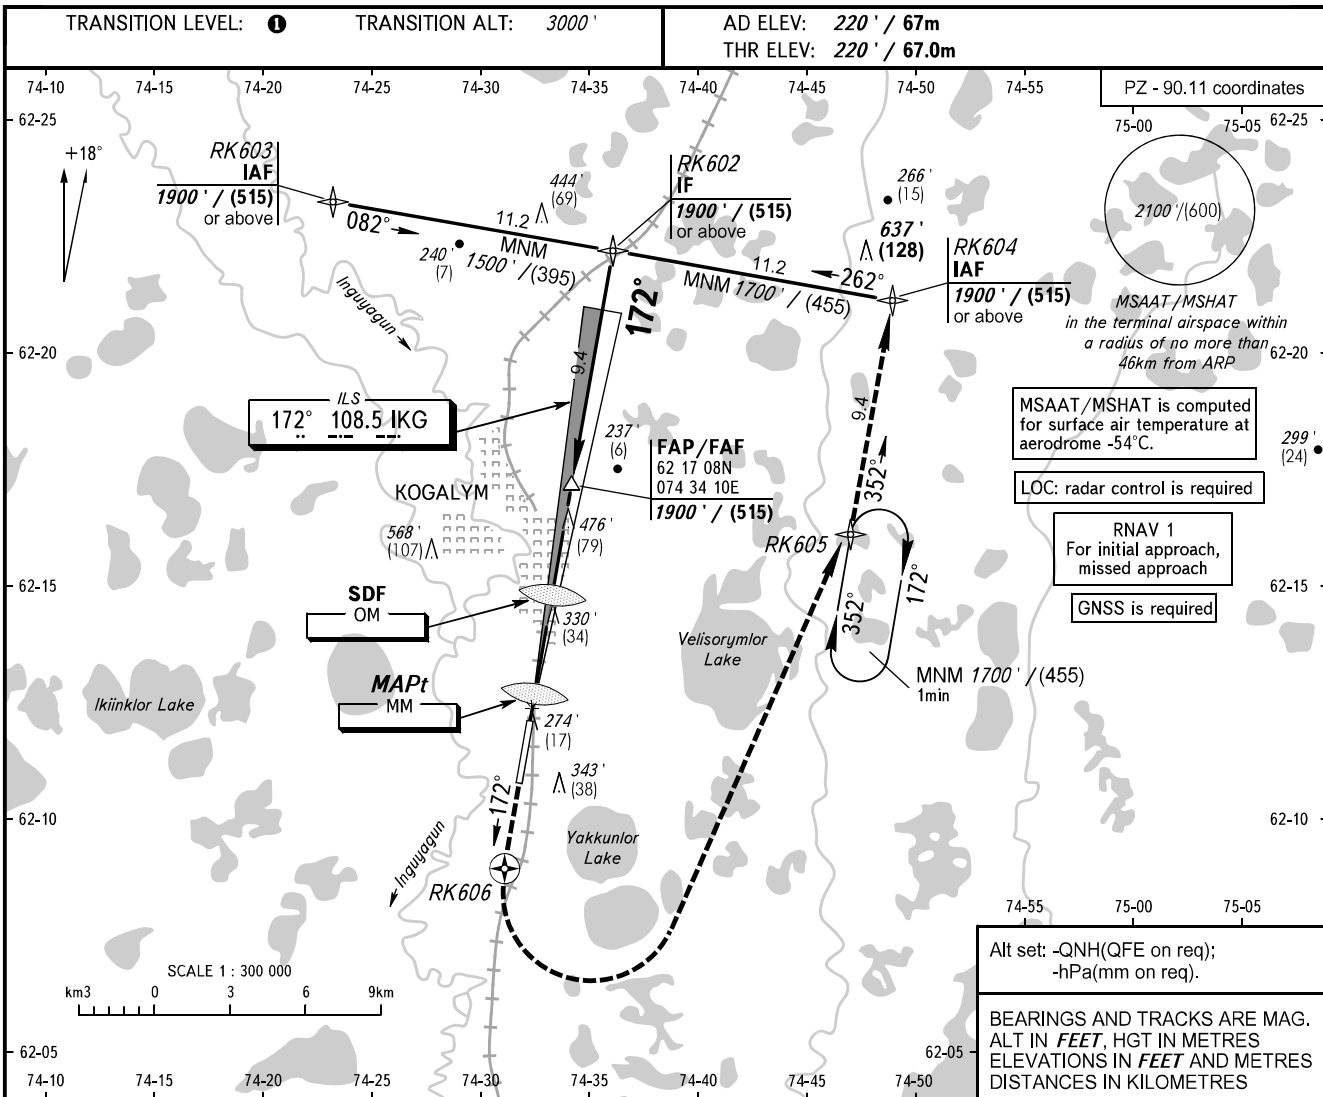 TRANSITION LEVEL: ❶ TRANSITION ALT: 3000'
AD ELEV: 220' / 67m
THR ELEV: 220' / 67.0m
74-10 74-15 74-20 74-25 74-30 74-35 74-40 74-45 74-50 74-55
PZ - 90.11 coordinates
62-25
75-00 75-05 62-25
+18°
RK603
IAF
1900' / (515)
or above
444'
(69)
RK602
IF
1900' / (515)
or above
266'
(15)
2100'/(600)
082°
11.2
MNM
1500' / (395)
240'
(7)
637'
(128)
RK604
IAF
1900' / (515)
or above
11.2
MNM 1700' / (455)
262°
172°
Inguyagun
MSAAT/MSHAT
in the terminal airspace within
a radius of no more than
46km from ARP
62-20
62-20
9.4
ILS
172° 108.5 IKG
9.4
MSAAT/MSHAT is computed
for surface air temperature at
aerodrome -54°C.
237'
(6)
FAP/FAF
62 17 08N
074 34 10E
1900' / (515)
299'
(24)
352°
LOC: radar control is required
KOGALYM
568'
(107)
476'
(79)
RK605
RNAV 1
For initial approach,
missed approach
62-15
62-15
172°
SDF
OM
GNSS is required
330
(34)
352°
Velisorymlor
Lake
MNM 1700' / (455)
1min
MAPt
MM
Ikiinklor Lake
274'
(17)
343'
(38)
172°
62-10
62-10
Yakkunlor
Lake
Inguyagun
RK606
74-55 75-00 75-05
Alt set: -QNH(QFE on req);
-hPa(mm on req).
SCALE 1 : 300 000
km3 0 3 6 9km
BEARINGS AND TRACKS ARE MAG.
ALT IN FEET, HGT IN METRES
ELEVATIONS IN FEET AND METRES
DISTANCES IN KILOMETRES
62-05
62-05
74-10 74-15 74-20 74-25 74-30 74-35 74-40 74-45 74-50